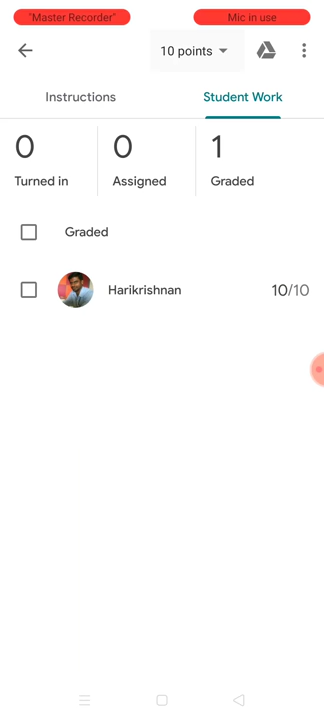 "Master Recorder" Mic in use
10 points
Instructions Student Work
0 0 1
Turned in Assigned Graded
Graded
Harikrishnan 10/10